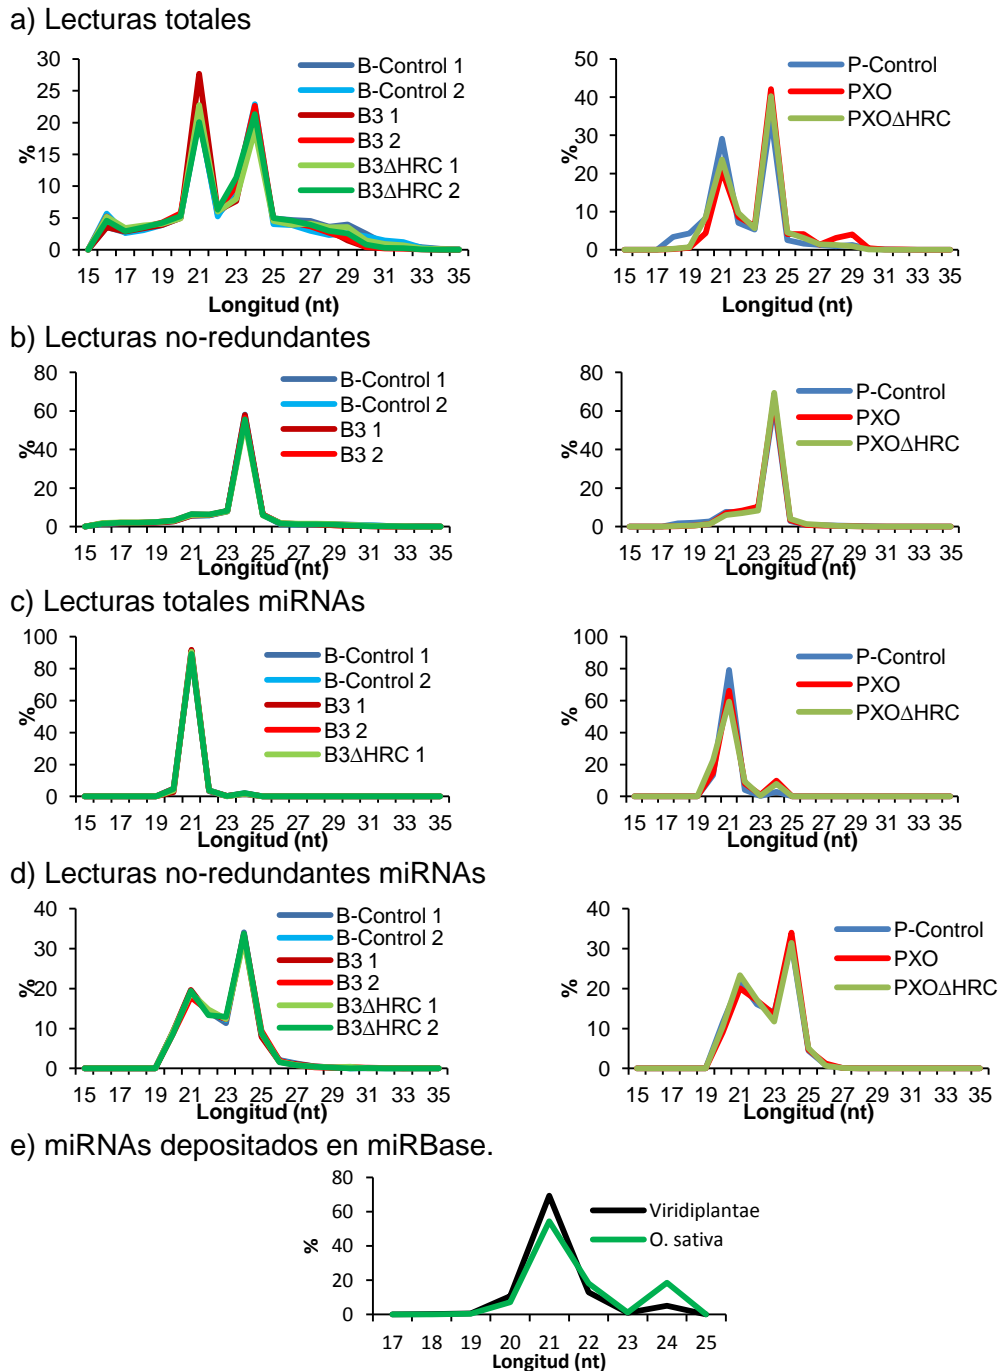 a) Lecturas totales
30
25
20
15
10
5
0
%
15 17 19 21 23 25 27 29 31 33 35
Longitud (nt)
B-Control 1
B-Control 2
B3 1
B3 2
B3ΔHRC 1
B3ΔHRC 2
50
40
30
20
10
0
%
15 17 19 21 23 25 27 29 31 33 35
Longitud (nt)
P-Control
PXO
PXOΔHRC
b) Lecturas no-redundantes
80
60
40
20
0
%
15 17 19 21 23 25 27 29 31 33 35
Longitud (nt)
B-Control 1
B-Control 2
B3 1
B3 2
80
60
40
20
0
%
15 17 19 21 23 25 27 29 31 33 35
Longitud (nt)
P-Control
PXO
PXOΔHRC
c) Lecturas totales miRNAs
100
80
60
40
20
0
%
15 17 19 21 23 25 27 29 31 33 35
Longitud (nt)
B-Control 1
B-Control 2
B3 1
B3 2
B3ΔHRC 1
100
80
60
40
20
0
%
15 17 19 21 23 25 27 29 31 33 35
Longitud (nt)
P-Control
PXO
PXOΔHRC
d) Lecturas no-redundantes miRNAs
40
30
20
10
0
%
15 17 19 21 23 25 27 29 31 33 35
Longitud (nt)
B-Control 1
B-Control 2
B3 1
B3 2
B3ΔHRC 1
B3ΔHRC 2
40
30
20
10
0
%
15 17 19 21 23 25 27 29 31 33 35
Longitud (nt)
P-Control
PXO
PXOΔHRC
e) miRNAs depositados en miRBase.
80
60
40
20
0
%
17 18 19 20 21 22 23 24 25
Longitud (nt)
Viridiplantae
O. sativa